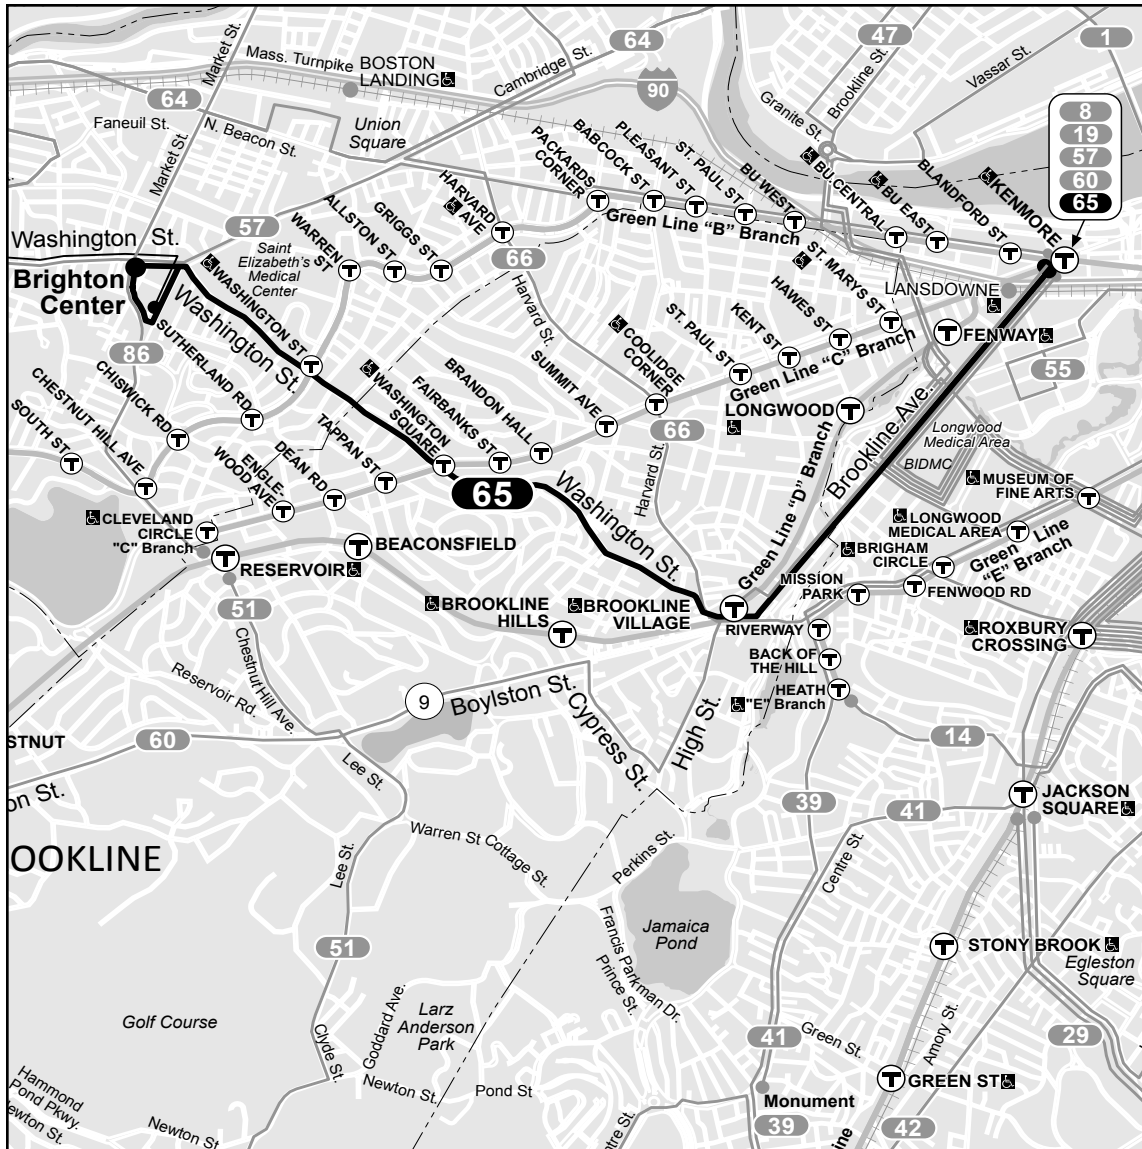 64
47
1
Mass. Turnpike
BOSTON
LANDING
Cambridge St.
90
Market St.
Brookline St.
Vassar St.
Granite St.
64
Faneuil St.
N. Beacon St.
Union
Square
Market St.
8
19
57
60
65
PACKARDS
CORNER
BABCOCK ST
PLEASANT ST
ST. PAUL ST
BU WEST
BU CENTRAL
BU EAST
BLANDFORD ST
KENMORE
HARVARD
AVE
GRIGGS ST
ALLSTON ST
WARREN
ST
57
Green Line "B" Branch
Washington St.
Brighton
Center
Saint
Elizabeth's
Medical
Center
66
Harvard St.
WASHINGTON ST
Washington St.
ST. MARYS ST
HAWES ST
KENT ST
ST. PAUL ST
LANSDOWNE
FENWAY
Green Line "C" Branch
COOLIDGE
CORNER
55
86
SUTHERLAND RD
CHISWICK RD
CHESTNUT HILL AVE
SOUTH ST
WASHINGTON
SQUARE
FAIRBANKS ST
BRANDON HALL
SUMMIT AVE
66
LONGWOOD
Brookline Ave.
Longwood
Medical Area
BIDMC
TAPPAN ST
DEAN RD
ENGLE-
WOOD AVE
65
Washington St.
Harvard St.
Green Line "D" Branch
MUSEUM OF
FINE ARTS
CLEVELAND
CIRCLE
"C" Branch
RESERVOIR
BEACONSFIELD
LONGWOOD
MEDICAL AREA
Green Line
"E" Branch
BRIGHAM
CIRCLE
FENWOOD RD
MISSION
PARK
51
BROOKLINE
HILLS
BROOKLINE
VILLAGE
RIVERWAY
ROXBURY
CROSSING
BACK OF
THE HILL
HEATH
"E" Branch
Chestnut Hill Ave.
Reservoir Rd.
9
Boylston St.
Cypress St.
High St.
STNUT
60
14
Lee St.
on St.
39
41
JACKSON
SQUARE
Warren St
Cottage St.
Perkins St.
Centre St.
OOKLINE
Lee St.
Jamaica
Pond
Francis Parkman Dr.
Prince St.
51
STONY BROOK
Egleston
Square
Golf Course
Goddard Ave.
Larz
Anderson
Park
Clyde St.
41
Green St.
Amory St.
29
Hammond
Pond Pkwy.
Newton St.
Pond St
GREEN ST
Monument
ewton St.
Newton St.
39
42
ntre St.
ine